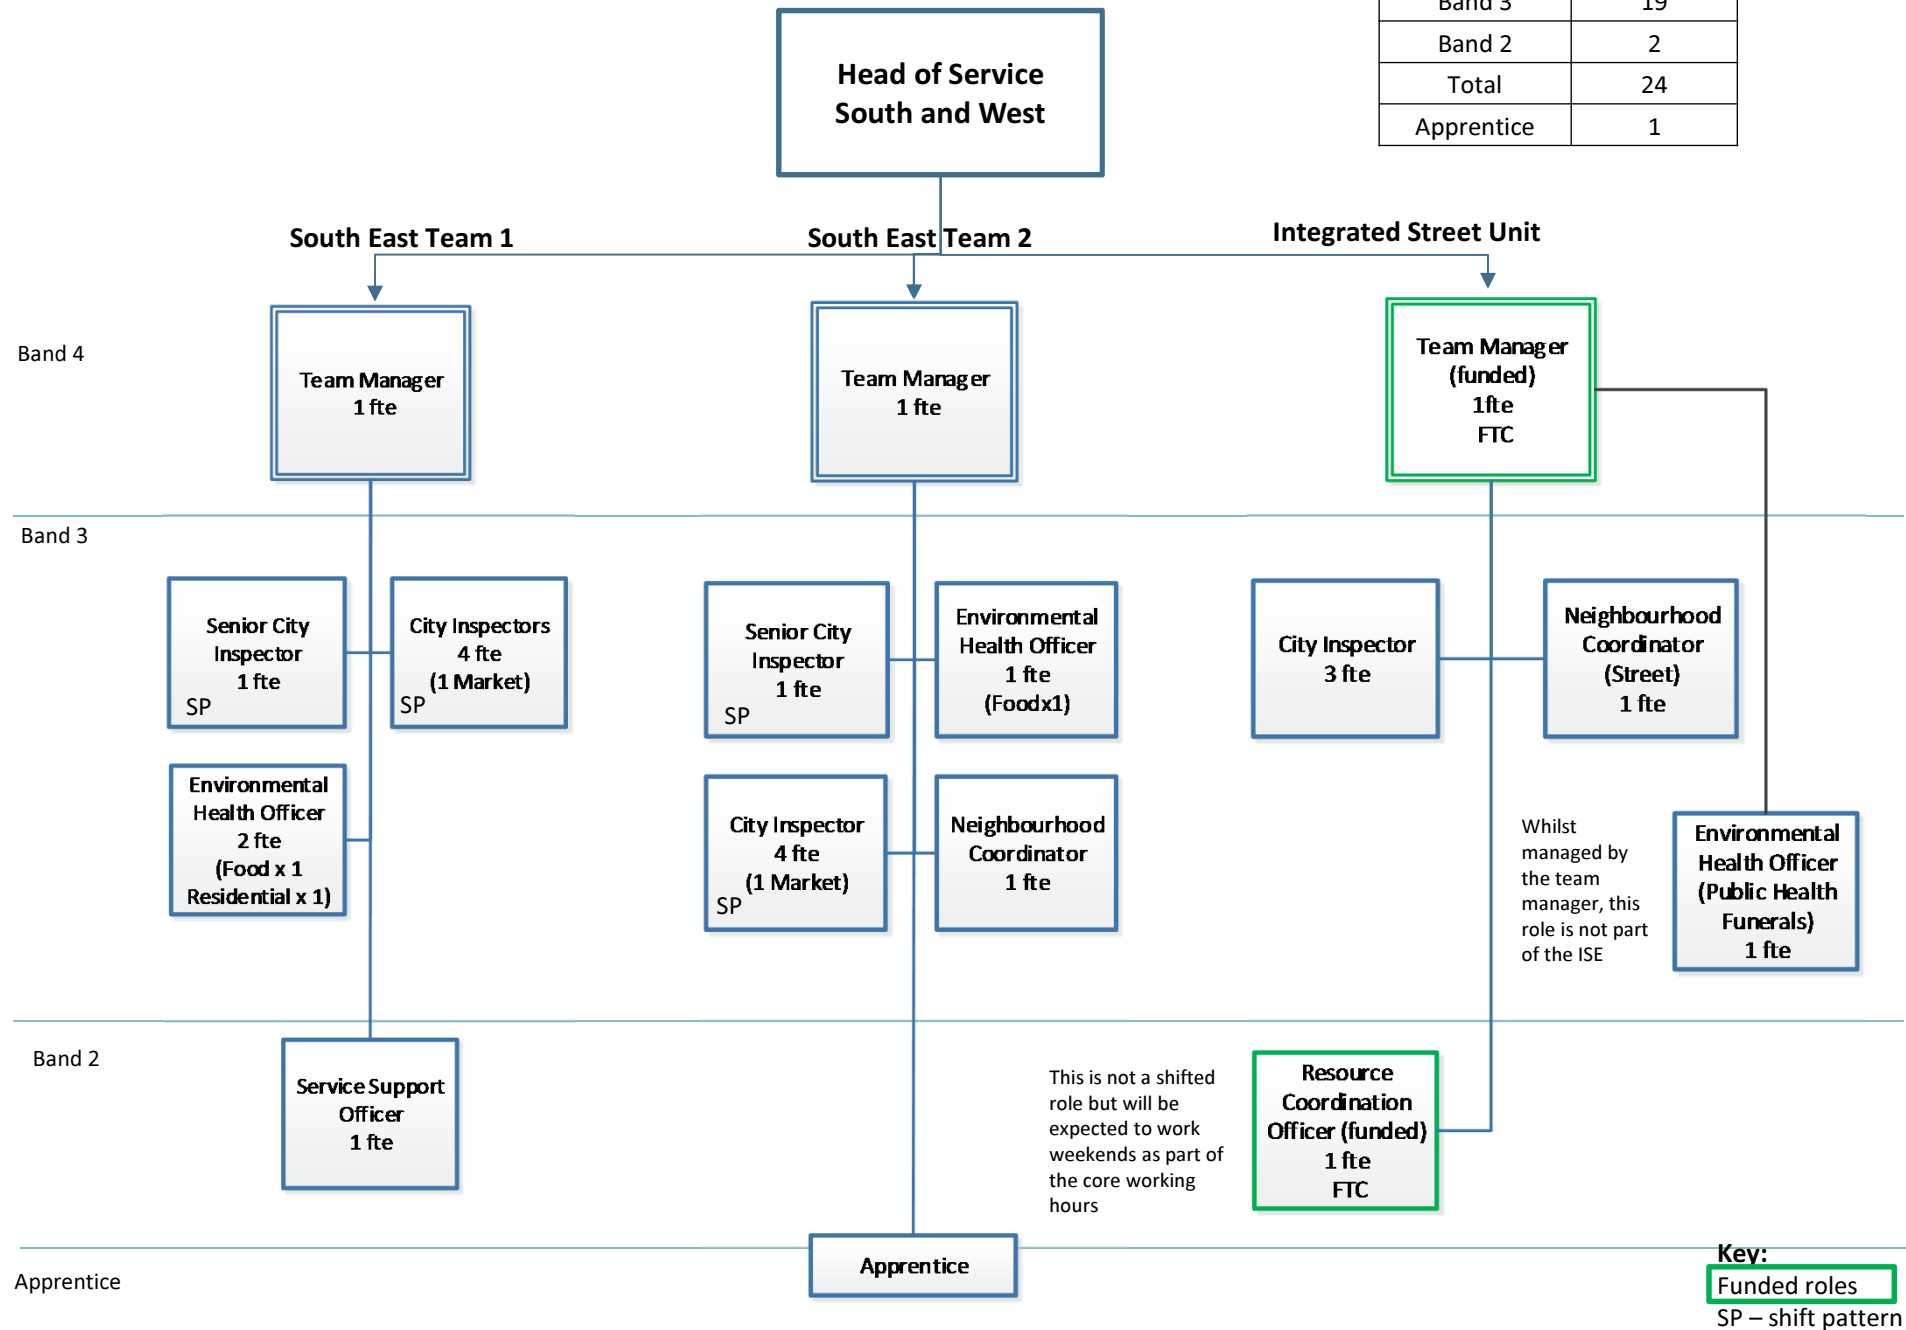 Band 3 19
Band 2 2
Total 24
Apprentice 1
Head of Service
South and West
South East Team 1
South East Team 2
Integrated Street Unit
Band 4
Team Manager
1 fte
Team Manager
1 fte
Team Manager
(funded)
1fte
FTC
Band 3
Senior City
Inspector
1 fte
SP
City Inspectors
4 fte
(1 Market)
SP
Senior City
Inspector
1 fte
SP
Environmental
Health Officer
1 fte
(Foodx1)
City Inspector
3 fte
Neighbourhood
Coordinator
(Street)
1 fte
Environmental
Health Officer
2 fte
(Food x 1
Residential x 1)
City Inspector
4 fte
(1 Market)
SP
Neighbourhood
Coordinator
1 fte
Whilst
managed by
the team
manager, this
role is not part
of the ISE
Environmental
Health Officer
(Public Health
Funerals)
1 fte
Band 2
Service Support
Officer
1 fte
This is not a shifted
role but will be
expected to work
weekends as part of
the core working
hours
Resource
Coordination
Officer (funded)
1 fte
FTC
Apprentice
Apprentice
Key:
Funded roles
SP – shift pattern